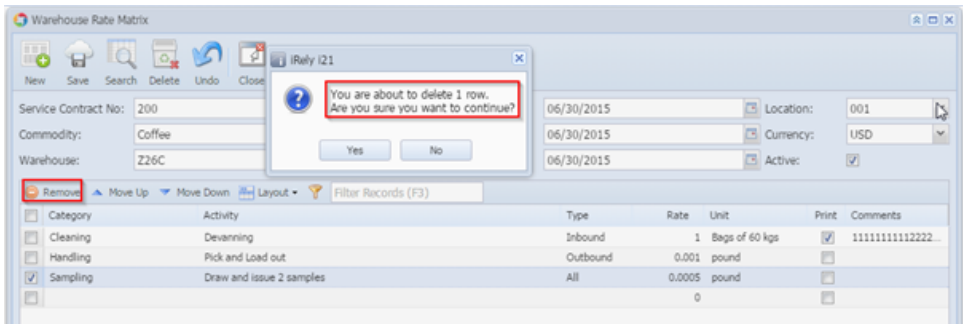 Warehouse Rate Matrix
New Save Search Delete Undo Close
iRely i21
You are about to delete 1 row.
Are you sure you want to continue?
Yes No
Service Contract No: 200 06/30/2015 Location: 001
Commodity: Coffee 06/30/2015 Currency: USD
Warehouse: Z26C 06/30/2015 Active:
Remove Move Up Move Down Layout Filter Records (F3)
Category Activity Type Rate Unit Print Comments
Cleaning Devanning Inbound 1 Bags of 60 kgs 11111111112222...
Handling Pick and Load out Outbound 0.001 pound
Sampling Draw and issue 2 samples All 0.0005 pound
0